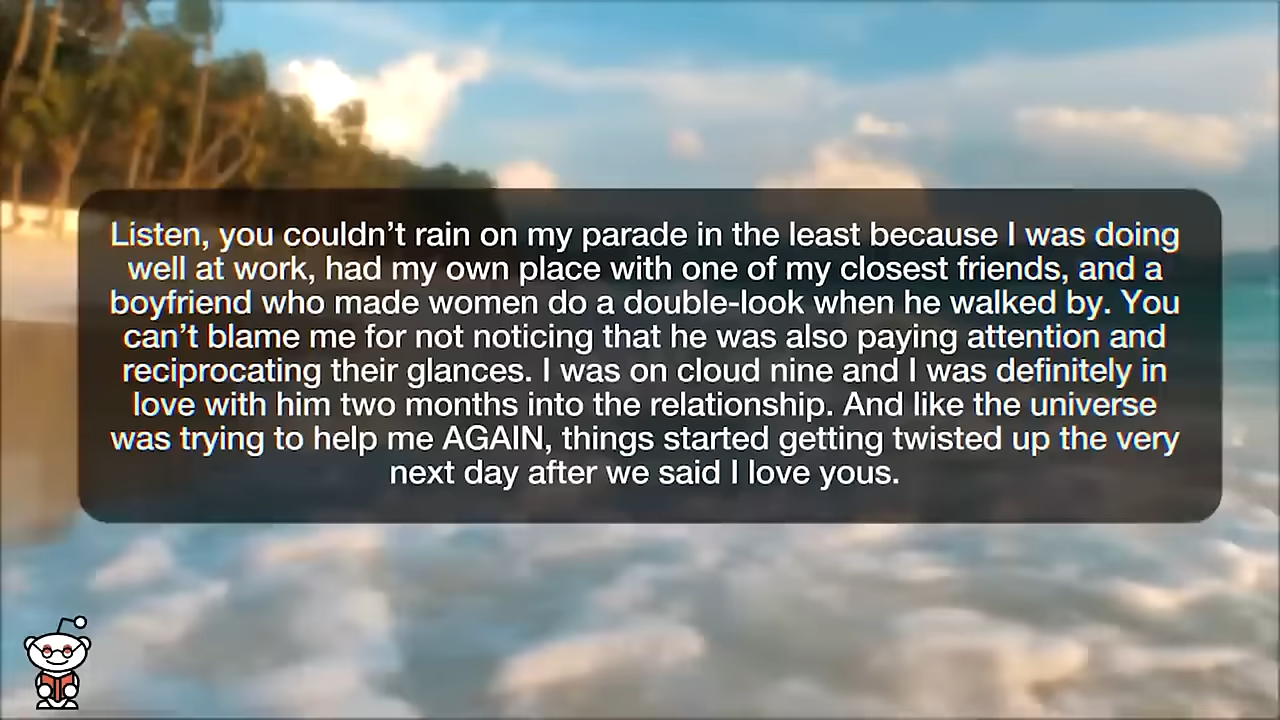 Listen, you couldn’t rain on my parade in the least because I was doing
well at work, had my own place with one of my closest friends, and a
boyfriend who made women do a double-look when he walked by. You
can’t blame me for not noticing that he was also paying attention and
reciprocating their glances. I was on cloud nine and I was definitely in
love with him two months into the relationship. And like the universe
was trying to help me AGAIN, things started getting twisted up the very
next day after we said I love yous.